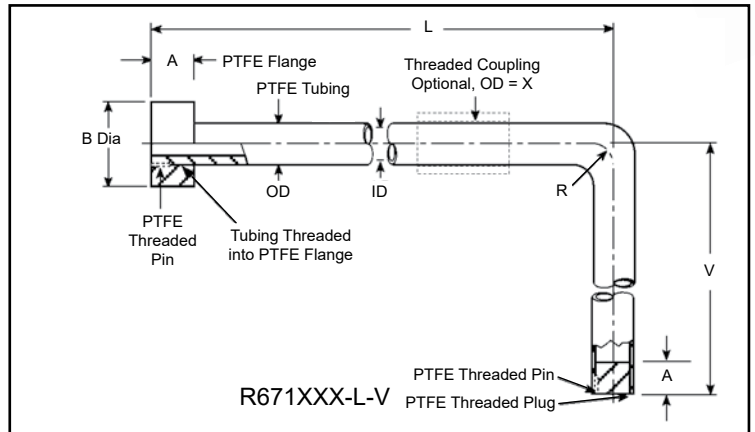 L
A
PTFE Flange
PTFE Tubing
Threaded Coupling
Optional, OD = X
B Dia
OD
ID
R
PTFE
Threaded
Pin
Tubing Threaded
into PTFE Flange
V
A
PTFE Threaded Pin
PTFE Threaded Plug
R671XXX-L-V